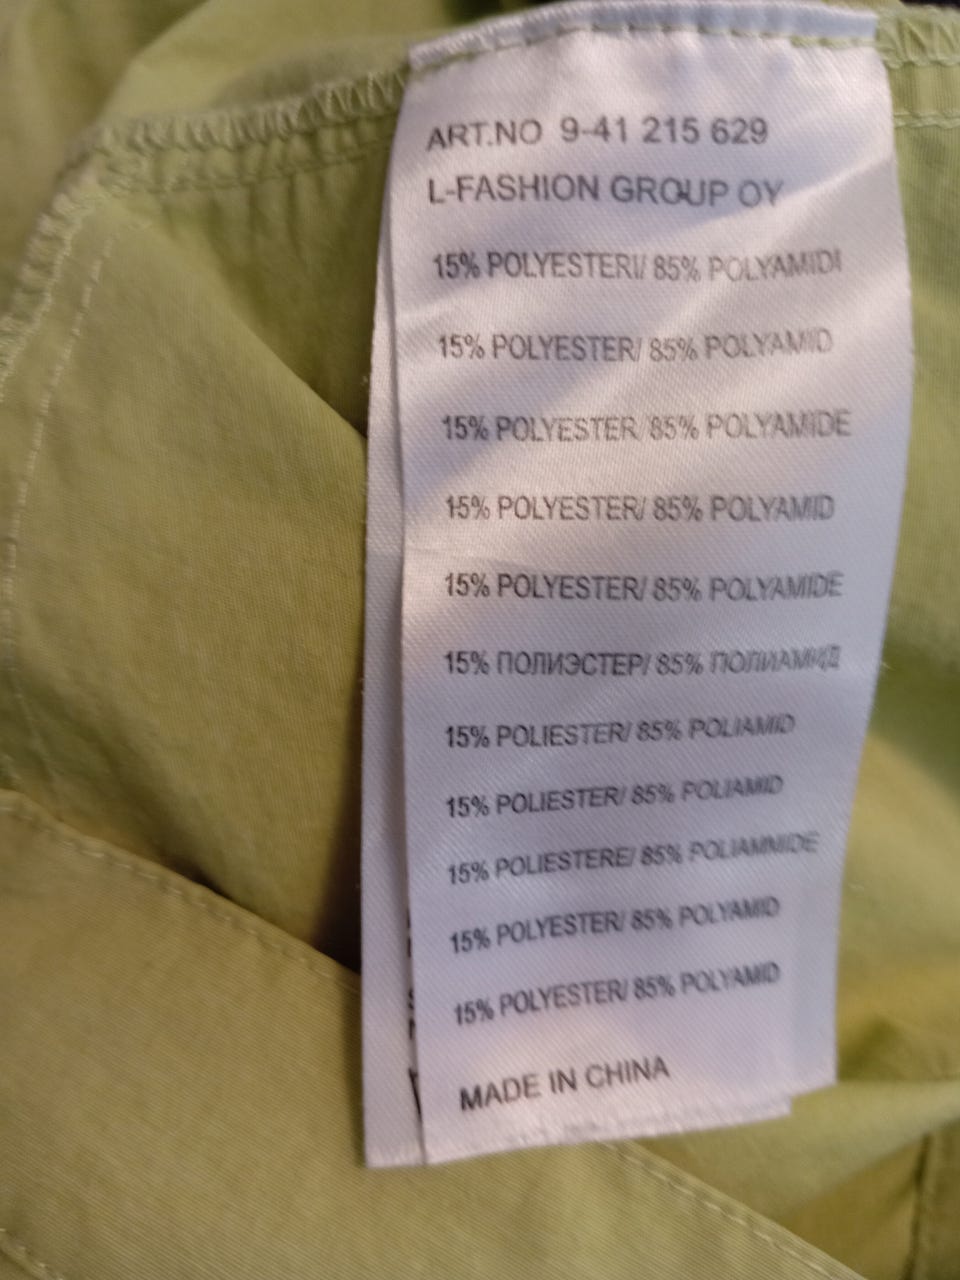 ART.NO 9-41 215 629
L-FASHION GROUP OY
15% POLYESTERI/ 85% POLYAMIDI
15% POLYESTER/ 85% POLYAMID
15% POLYESTER/ 85% POLYAMIDE
15% POLYESTER/ 85% POLYAMID
15% POLYESTER/ 85% POLYAMIDE
15% ПОЛИЭСТЕР/ 85% ПОЛИАМИД
15% POLIESTER/ 85% POLIAMID
15% POLIESTER/ 85% POLIAMID
15% POLIESTERE/ 85% POLIAMMIDE
15% POLYESTER/ 85% POLYAMID
15% POLYESTER/ 85% POLYAMID
MADE IN CHINA